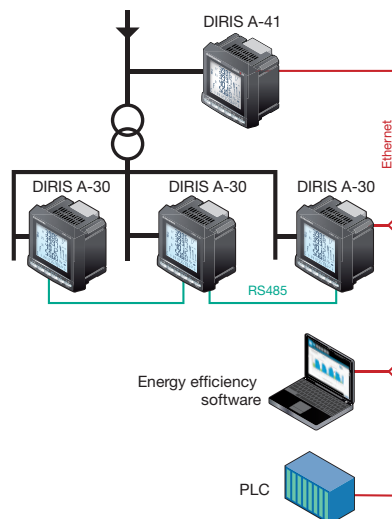 DIRIS A-41
Ethernet
DIRIS A-30 DIRIS A-30 DIRIS A-30
RS485
Energy efficiency
software
PLC